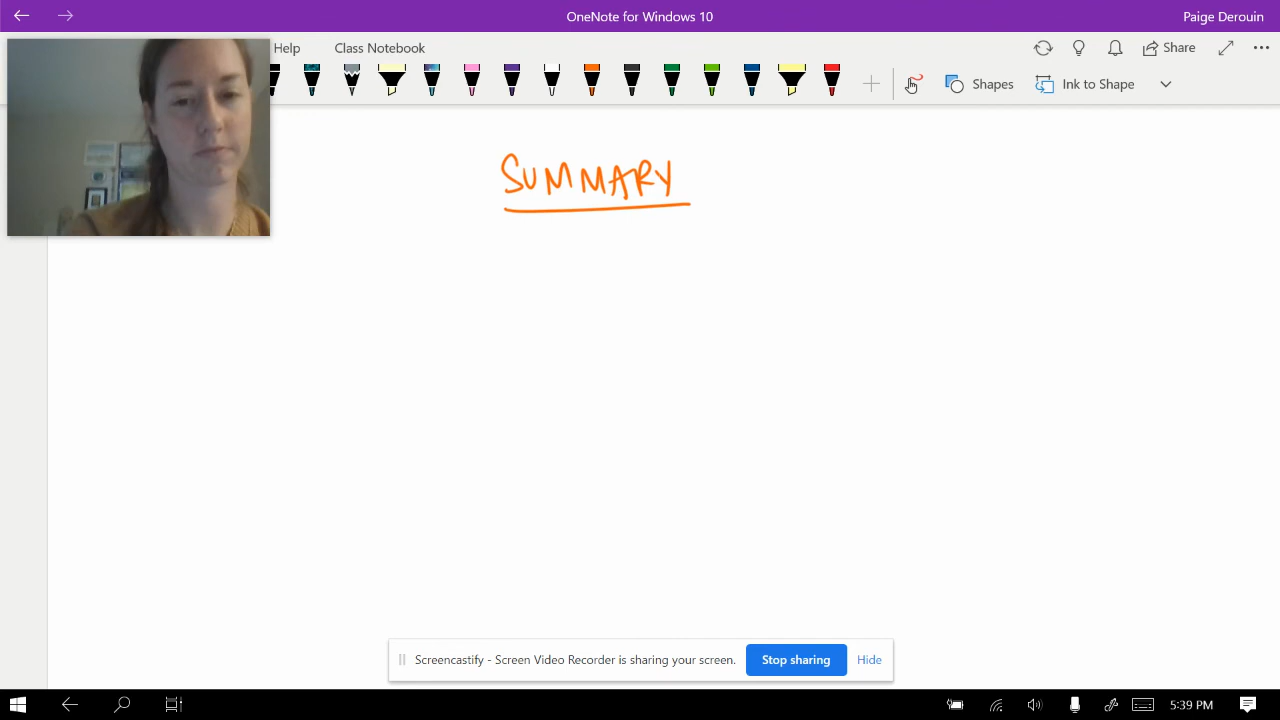 OneNote for Windows 10
Paige Derouin
Help
Class Notebook
Share
Shapes
Ink to Shape
SUMMARY
Screencastify - Screen Video Recorder is sharing your screen.
Stop sharing
Hide
5:39 PM